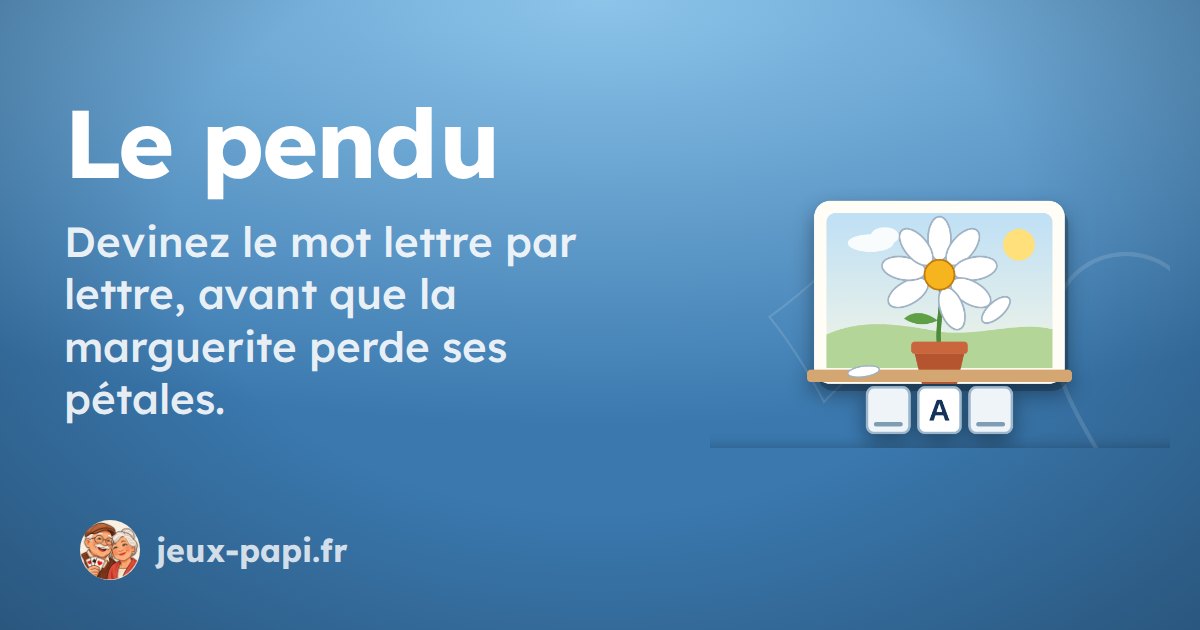 Le pendu
Devinez le mot lettre par
lettre, avant que la
marguerite perde ses
pétales.
A
jeux-papi.fr